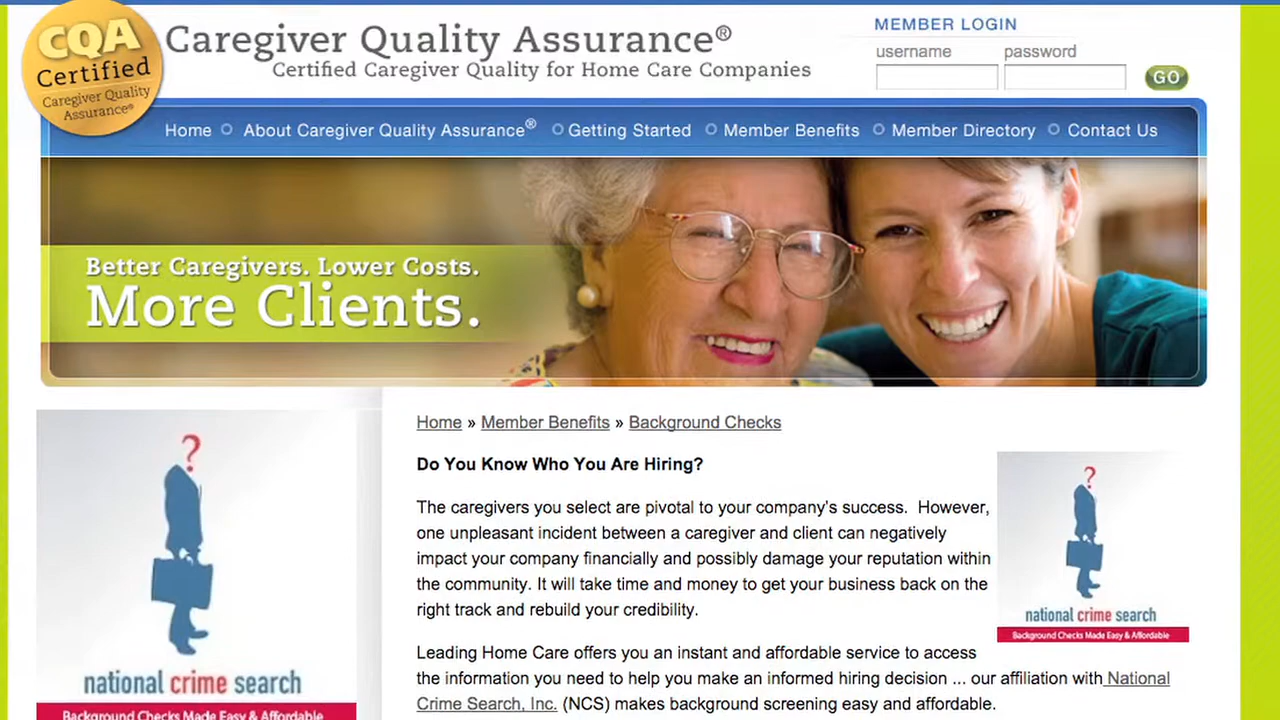 CQA
Certified
Caregiver Quality
Assurance®
Caregiver Quality Assurance®
Certified Caregiver Quality for Home Care Companies
MEMBER LOGIN
username password
GO
Home About Caregiver Quality Assurance® Getting Started Member Benefits Member Directory Contact Us
Better Caregivers. Lower Costs.
More Clients.
?
national crime search
Background Checks Made Easy & Affordable
Home » Member Benefits » Background Checks
Do You Know Who You Are Hiring?
The caregivers you select are pivotal to your company's success. However,
one unpleasant incident between a caregiver and client can negatively
impact your company financially and possibly damage your reputation within
the community. It will take time and money to get your business back on the
right track and rebuild your credibility.
?
national crime search
Background Checks Made Easy & Affordable
Leading Home Care offers you an instant and affordable service to access
the information you need to help you make an informed hiring decision ... our affiliation with National
Crime Search, Inc. (NCS) makes background screening easy and affordable.